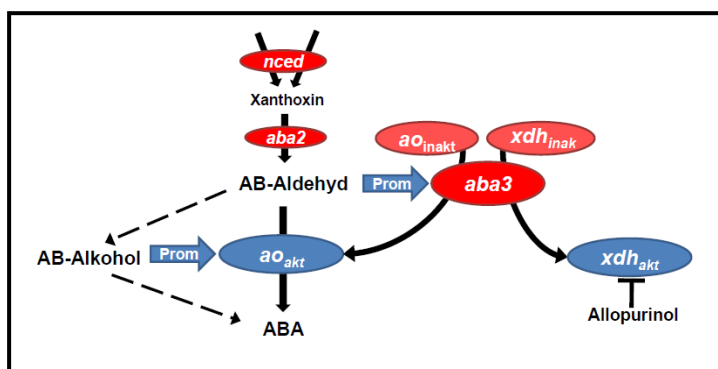 nced
Xanthoxin
aba2
ao inakt
xdh inak
AB-Aldehyd
Prom
aba3
AB-Alkohol
Prom
ao akt
xdh akt
ABA
Allopurinol